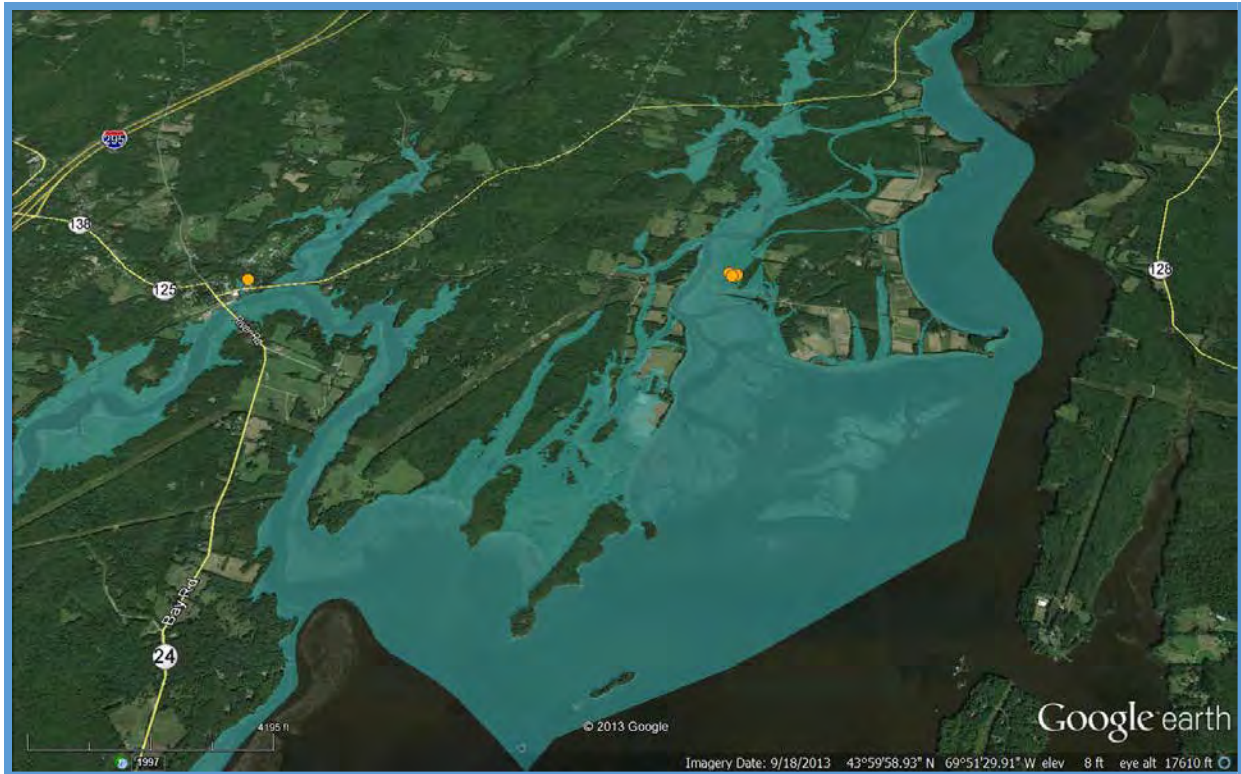 295
138
125
128
Bay Rd
24
4195 ft
© 2013 Google
Google earth
1997
Imagery Date: 9/18/2013 43°59'58.93" N 69°51'29.91" W elev 8 ft eye alt 17610 ft